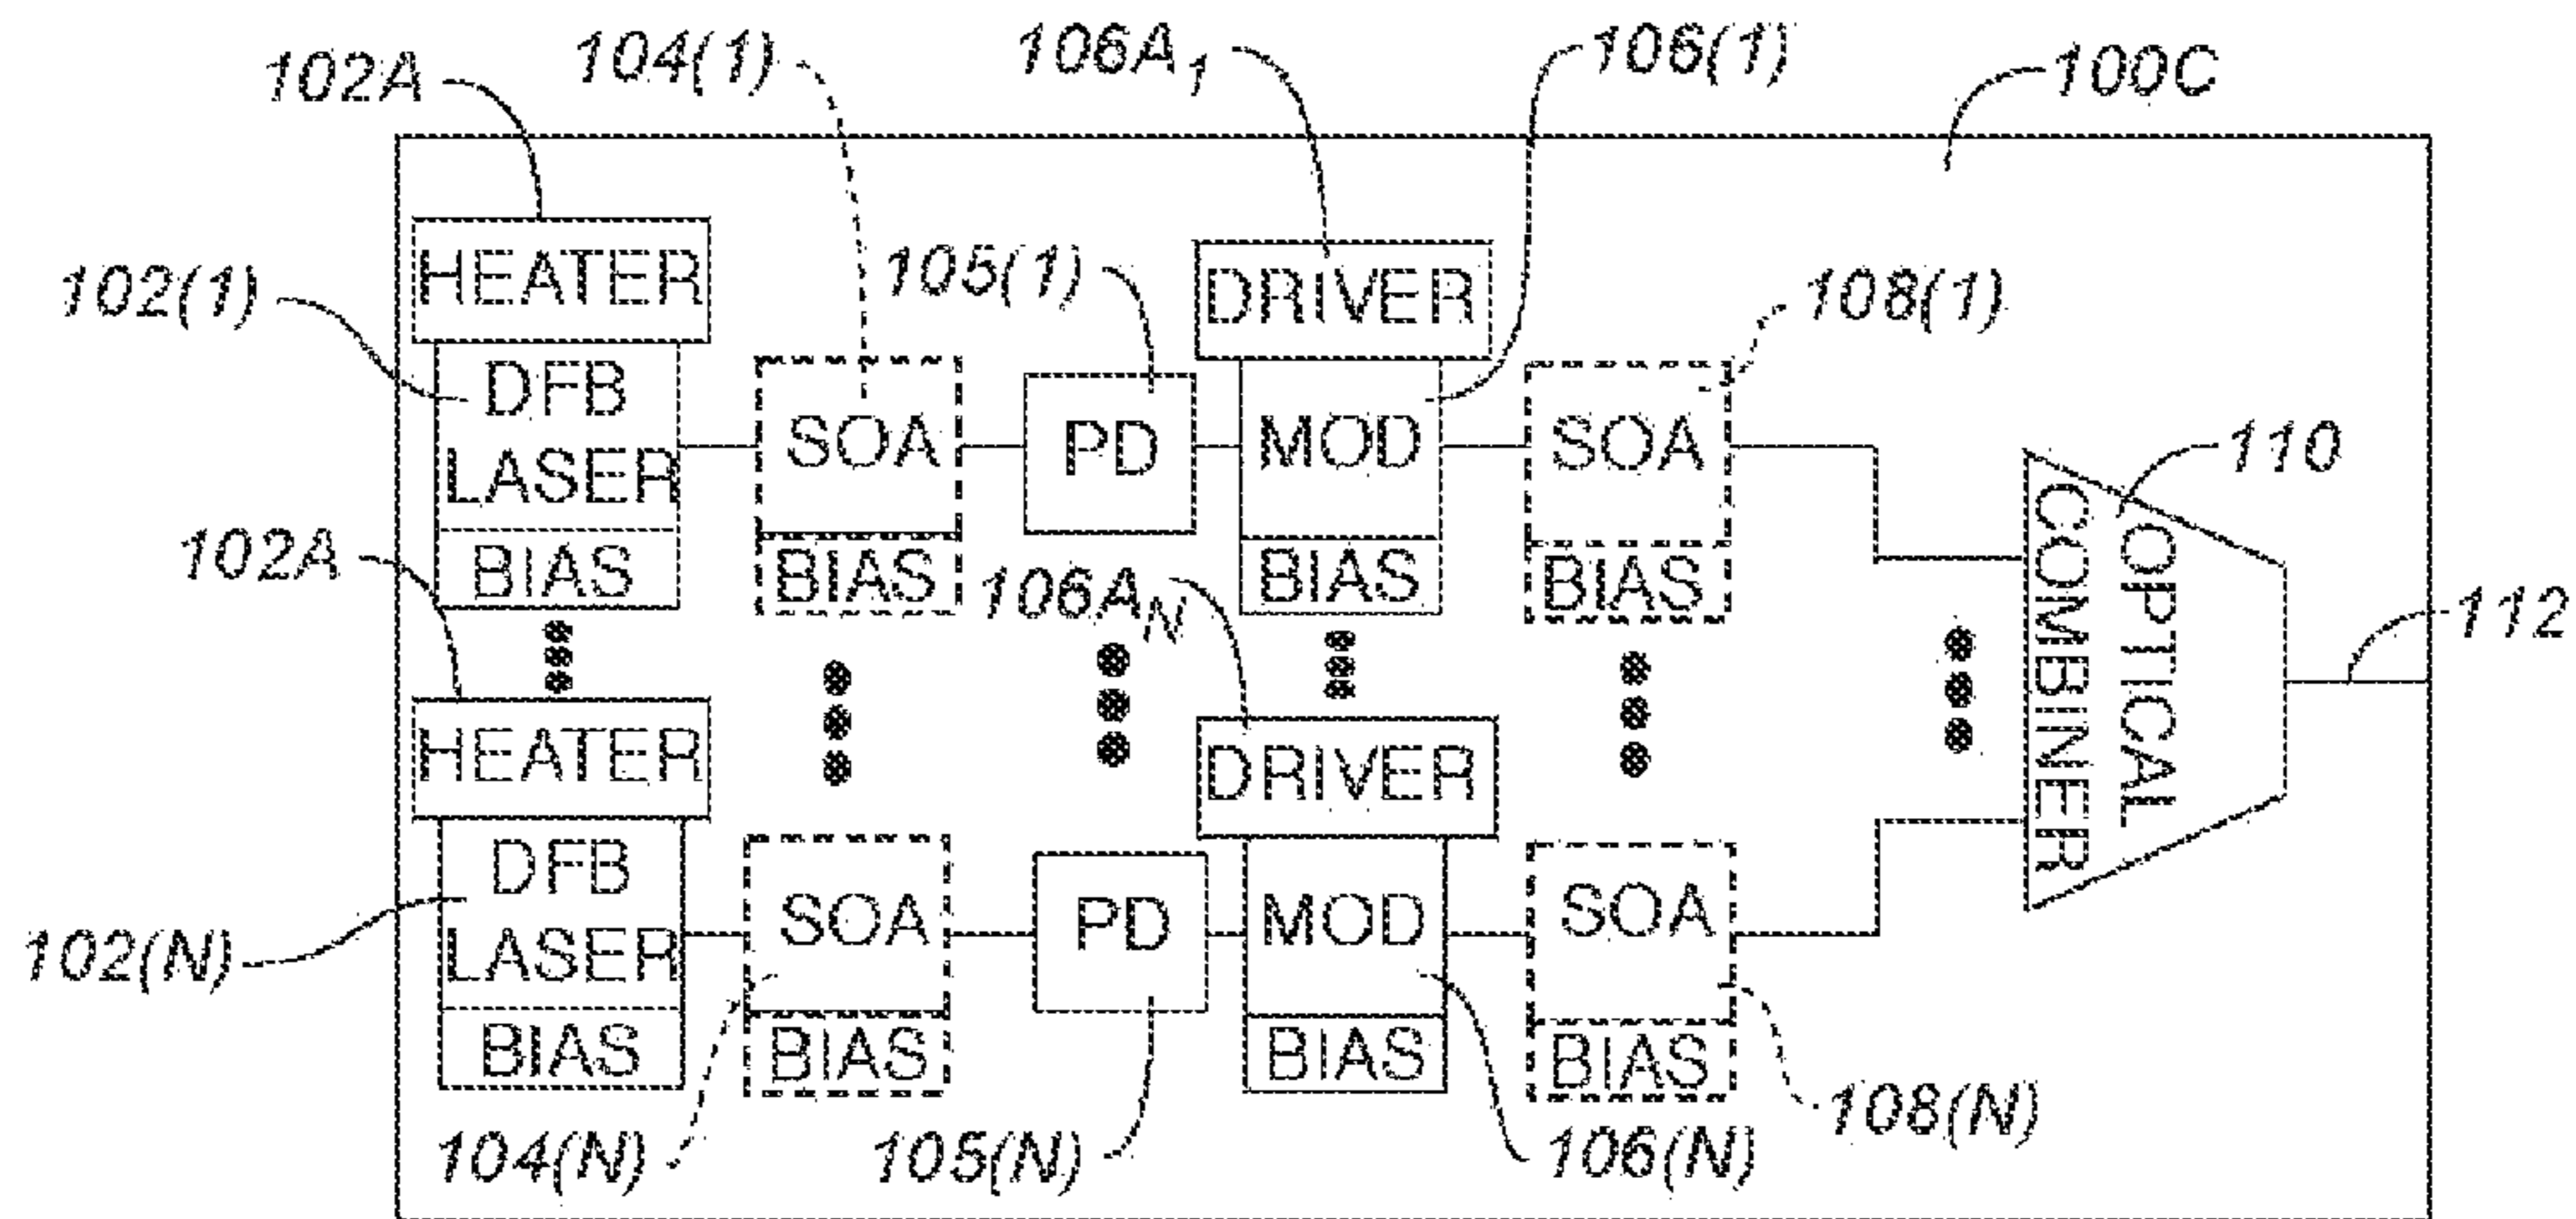 102A
104(1)
106A1
106(1)
100C
HEATER
102(1)
105(1)
DRIVER
108(1)
DFB
LASER
BIAS
SOA
BIAS
PD
MOD
BIAS
SOA
BIAS
110
OPTICAL
COMBINER
102A
106AN
112
HEATER
DRIVER
DFB
LASER
BIAS
SOA
BIAS
PD
MOD
BIAS
SOA
BIAS
102(N)
104(N)
105(N)
106(N)
108(N)